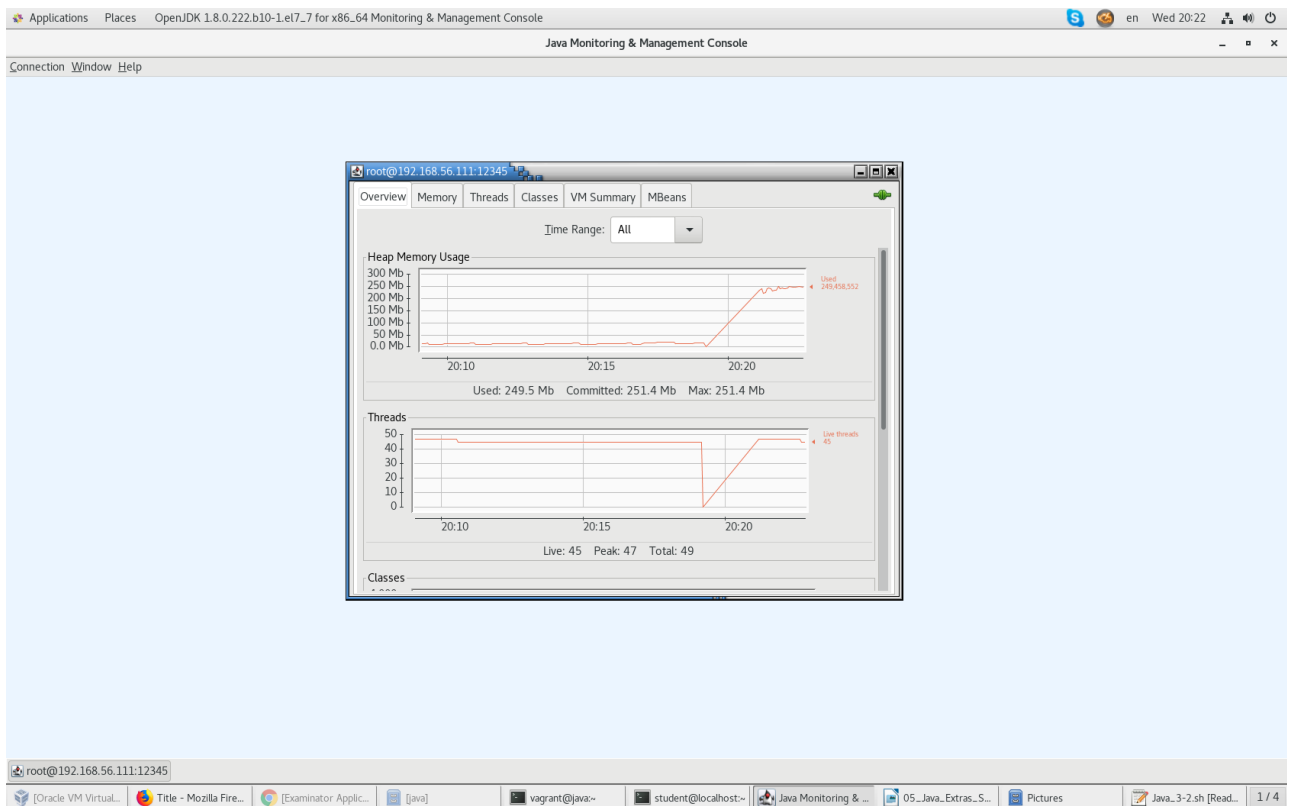 Applications Places OpenJDK 1.8.0.222.b10-1.el7_7 for x86_64 Monitoring & Management Console en Wed 20:22
Java Monitoring & Management Console
Connection Window Help
root@192.168.56.111:12345
Overview Memory Threads Classes VM Summary MBeans
Time Range: All
Heap Memory Usage
300 Mb
250 Mb
200 Mb
150 Mb
100 Mb
50 Mb
0.0 Mb
Used
249,458,552
20:10 20:15 20:20
Used: 249.5 Mb Committed: 251.4 Mb Max: 251.4 Mb
Threads
50
40
30
20
10
0
Live threads
45
20:10 20:15 20:20
Live: 45 Peak: 47 Total: 49
Classes
root@192.168.56.111:12345
[Oracle VM Virtual... Title - Mozilla Fire... [Examinator Applic... [java] vagrant@java:~ student@localhost:~ Java Monitoring & ... 05_Java_Extras_S... Pictures Java_3-2.sh [Read... 1 / 4